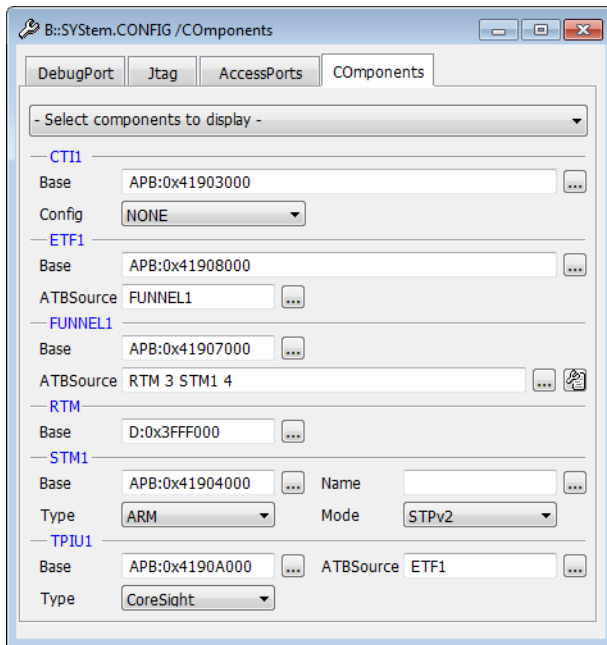 B::SYStem.CONFIG /COmponents
DebugPort Jtag AccessPorts COmponents
- Select components to display -
CTI1
Base APB:0x41903000 ...
Config NONE
ETF1
Base APB:0x41908000 ...
ATBSource FUNNEL1 ...
FUNNEL1
Base APB:0x41907000 ...
ATBSource RTM 3 STM1 4 ...
RTM
Base D:0x3FFF000 ...
STM1
Base APB:0x41904000 ... Name ...
Type ARM Mode STPv2
TPIU1
Base APB:0x4190A000 ... ATBSource ETF1 ...
Type CoreSight